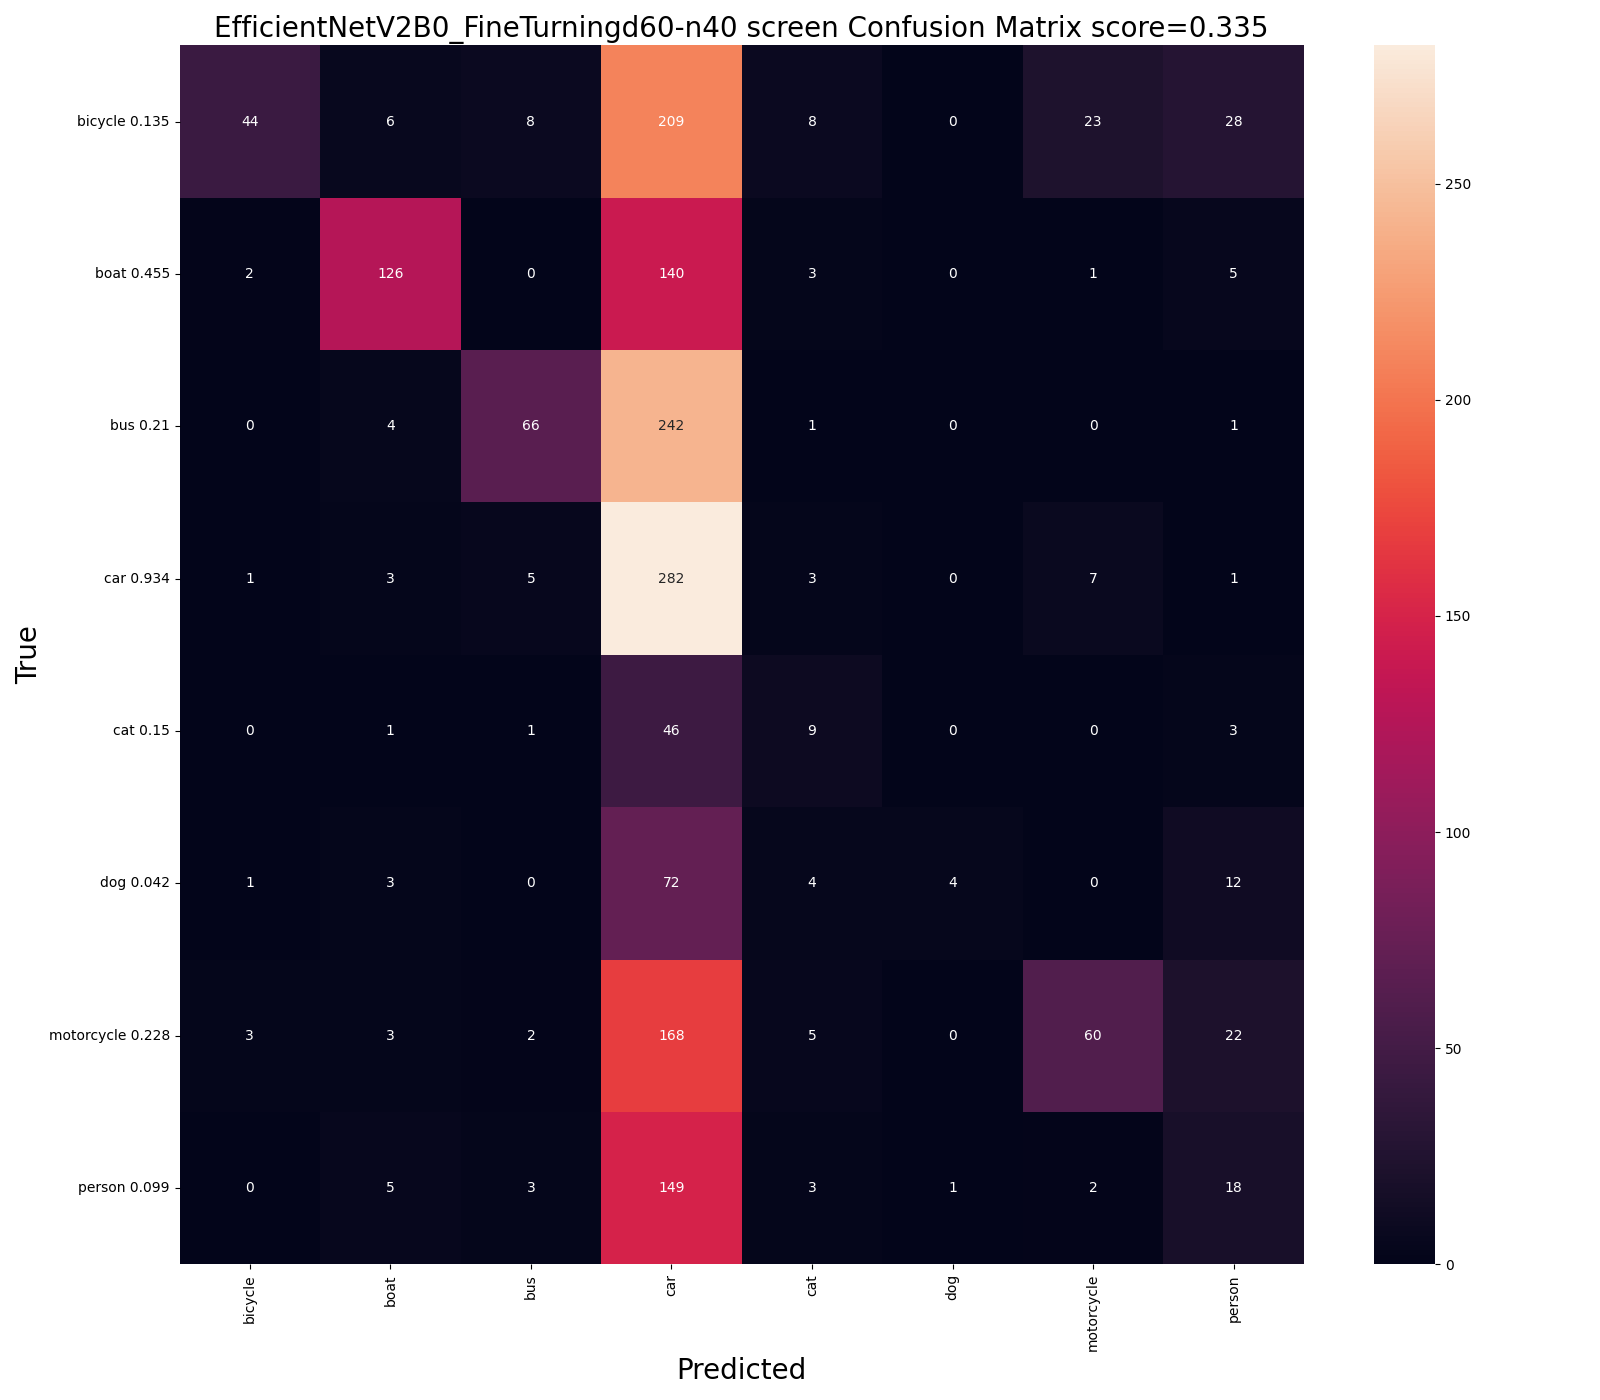 EfficientNetV2B0_FineTurningd60-n40 screen Confusion Matrix score=0.335
bicycle 0.135 44 6 8 209 8 0 23 28
boat 0.455 2 126 0 140 3 0 1 5
bus 0.21 0 4 66 242 1 0 0 1
car 0.934 1 3 5 282 3 0 7 1
cat 0.15 0 1 1 46 9 0 0 3
dog 0.042 1 3 0 72 4 4 0 12
motorcycle 0.228 3 3 2 168 5 0 60 22
person 0.099 0 5 3 149 3 1 2 18
True
bicycle boat bus car cat dog motorcycle person
Predicted
250
200
150
100
50
0